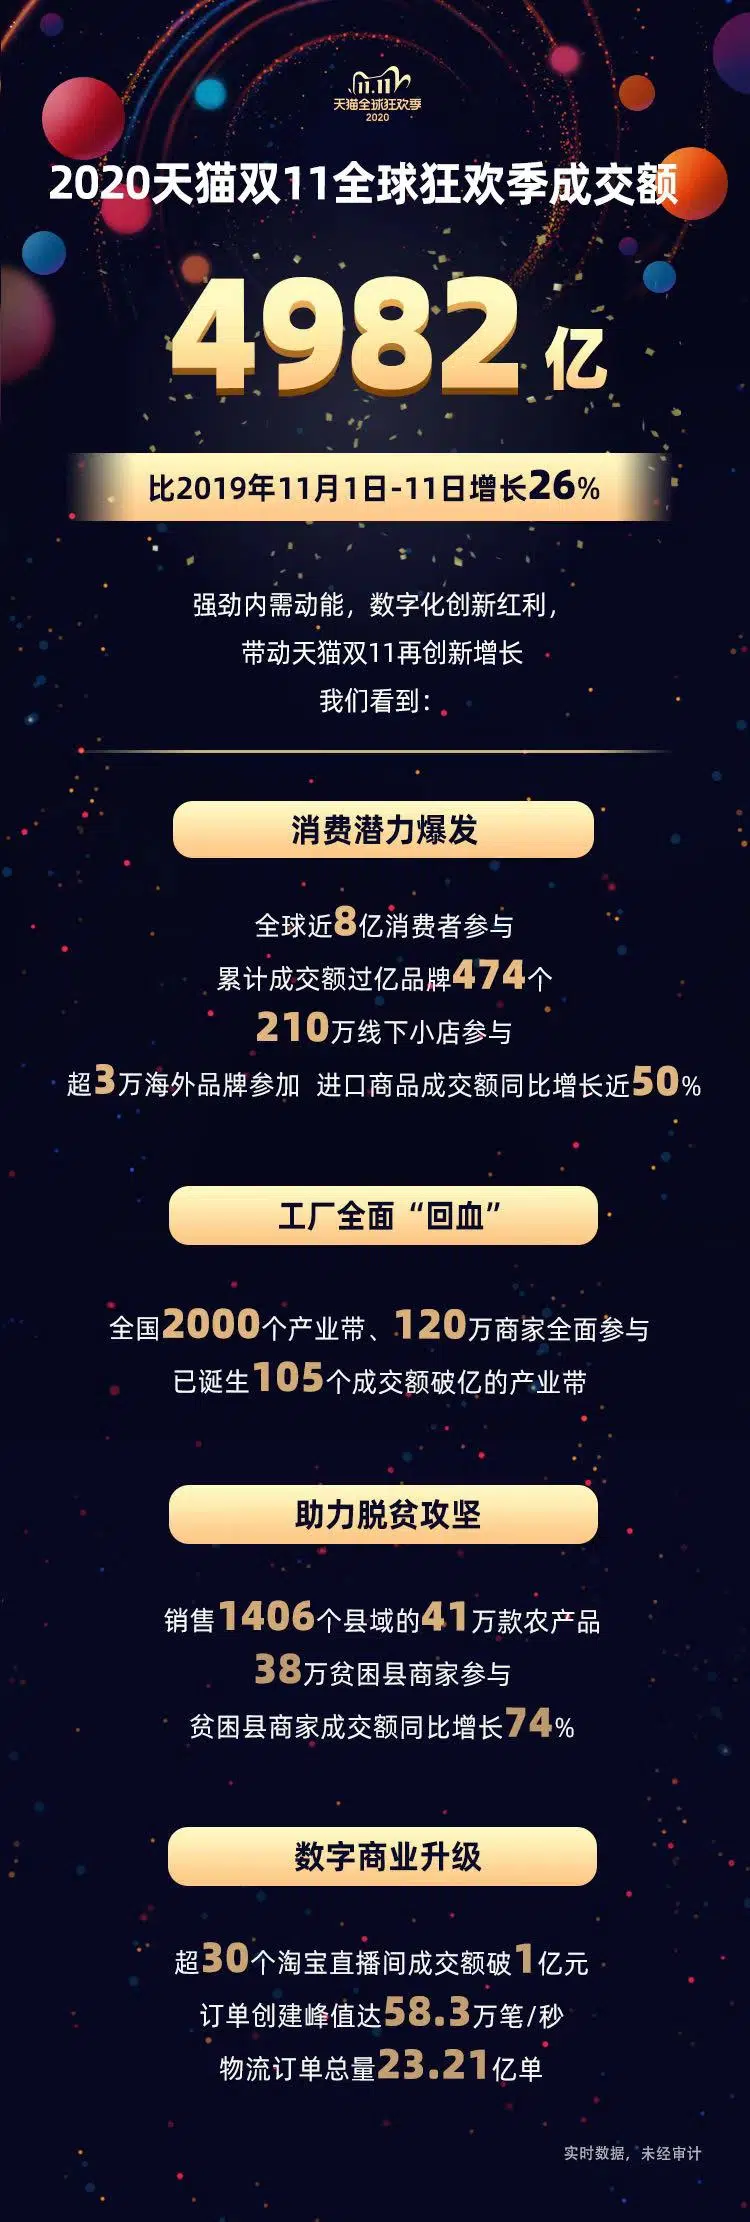 11.11
天猫全球狂欢季
2020
2020天猫双11全球狂欢季成交额
4982亿
比2019年11月1日-11日增长26%
强劲内需动能，数字化创新红利，
带动天猫双11再创新增长
我们看到：
消费潜力爆发
全球近8亿消费者参与
累计成交额过亿品牌474个
210万线下小店参与
超3万海外品牌参加 进口商品成交额同比增长近50%
工厂全面“回血”
全国2000个产业带、120万商家全面参与
已诞生105个成交额破亿的产业带
助力脱贫攻坚
销售1406个县域的41万款农产品
38万贫困县商家参与
贫困县商家成交额同比增长74%
数字商业升级
超30个淘宝直播间成交额破1亿元
订单创建峰值达58.3万笔/秒
物流订单总量23.21亿单
实时数据，未经审计